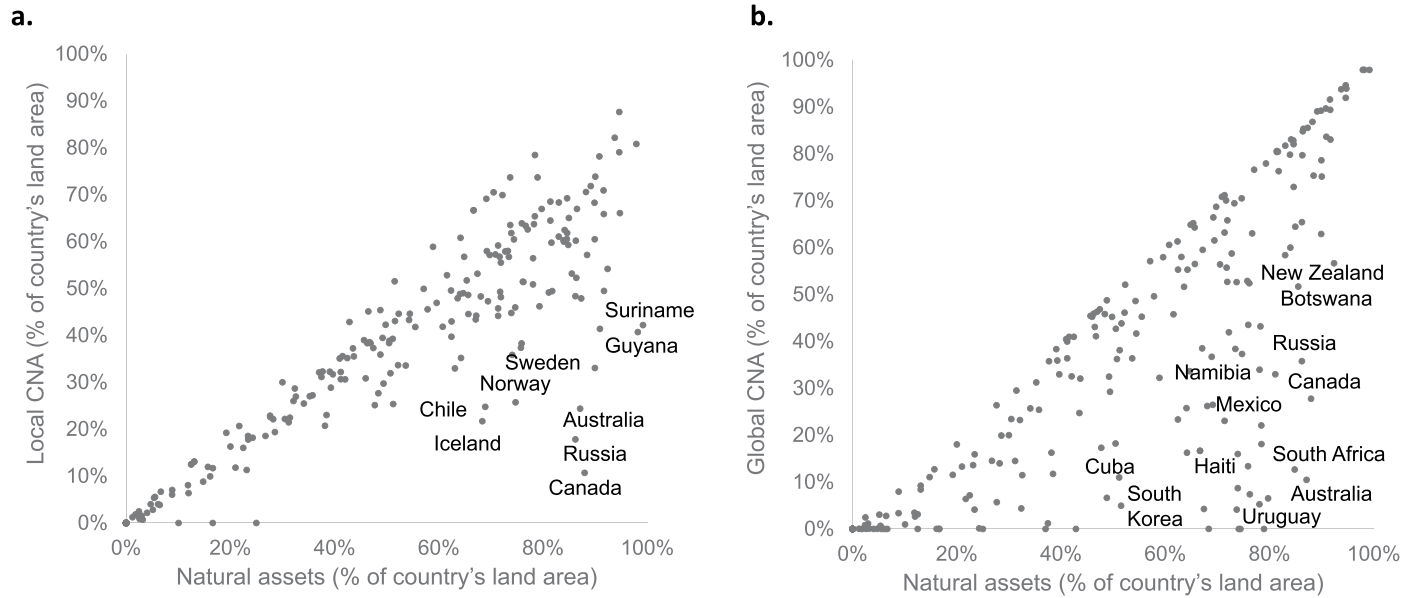 a.
100%
90%
80%
70%
60%
50%
40%
30%
20%
10%
0%
Local CNA (% of country's land area)
Suriname
Guyana
Sweden
Norway
Chile
Iceland
Australia
Russia
Canada
0% 20% 40% 60% 80% 100%
Natural assets (% of country's land area)
b.
100%
90%
80%
70%
60%
50%
40%
30%
20%
10%
0%
Global CNA (% of country's land area)
New Zealand
Botswana
Russia
Namibia
Canada
Mexico
South Africa
Cuba
Haiti
Australia
South
Korea
Uruguay
0% 20% 40% 60% 80% 100%
Natural assets (% of country's land area)